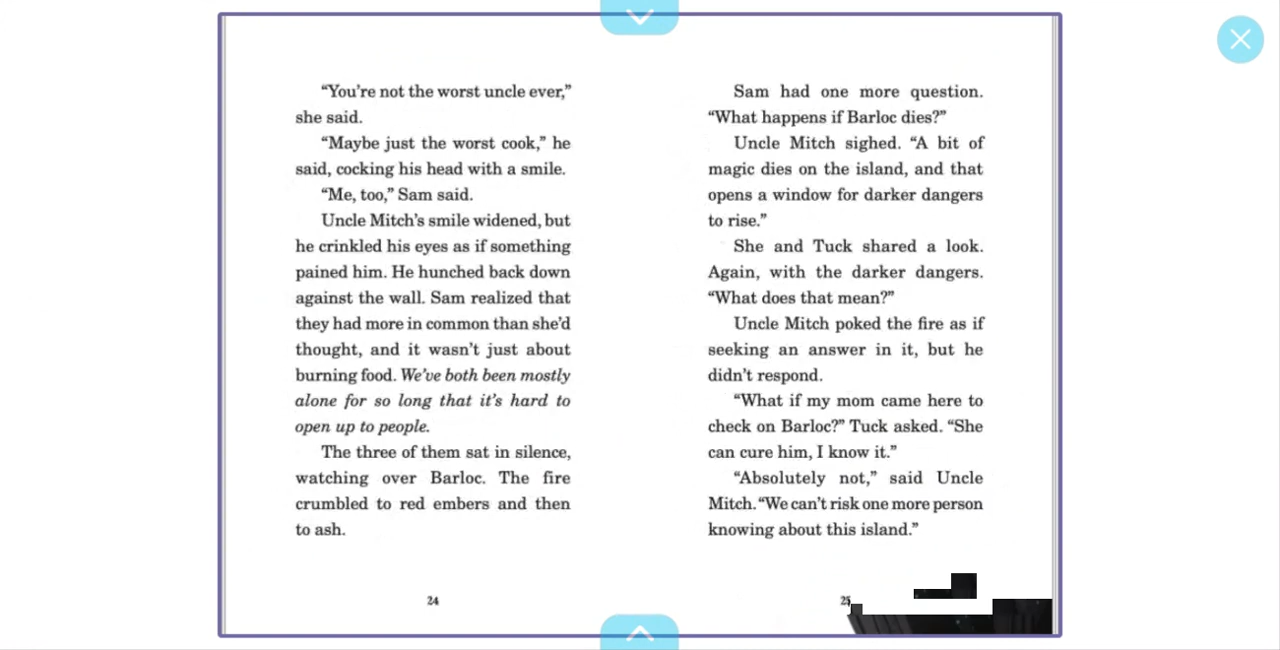 “You’re not the worst uncle ever,”
she said.
“Maybe just the worst cook,” he
said, cocking his head with a smile.
“Me, too,” Sam said.
Uncle Mitch’s smile widened, but
he crinkled his eyes as if something
pained him. He hunched back down
against the wall. Sam realized that
they had more in common than she’d
thought, and it wasn’t just about
burning food. We’ve both been mostly
alone for so long that it’s hard to
open up to people.
The three of them sat in silence,
watching over Barloc. The fire
crumbled to red embers and then
to ash.
24
Sam had one more question.
“What happens if Barloc dies?”
Uncle Mitch sighed. “A bit of
magic dies on the island, and that
opens a window for darker dangers
to rise.”
She and Tuck shared a look.
Again, with the darker dangers.
“What does that mean?”
Uncle Mitch poked the fire as if
seeking an answer in it, but he
didn’t respond.
“What if my mom came here to
check on Barloc?” Tuck asked. “She
can cure him, I know it.”
“Absolutely not,” said Uncle
Mitch. “We can’t risk one more person
knowing about this island.”
25